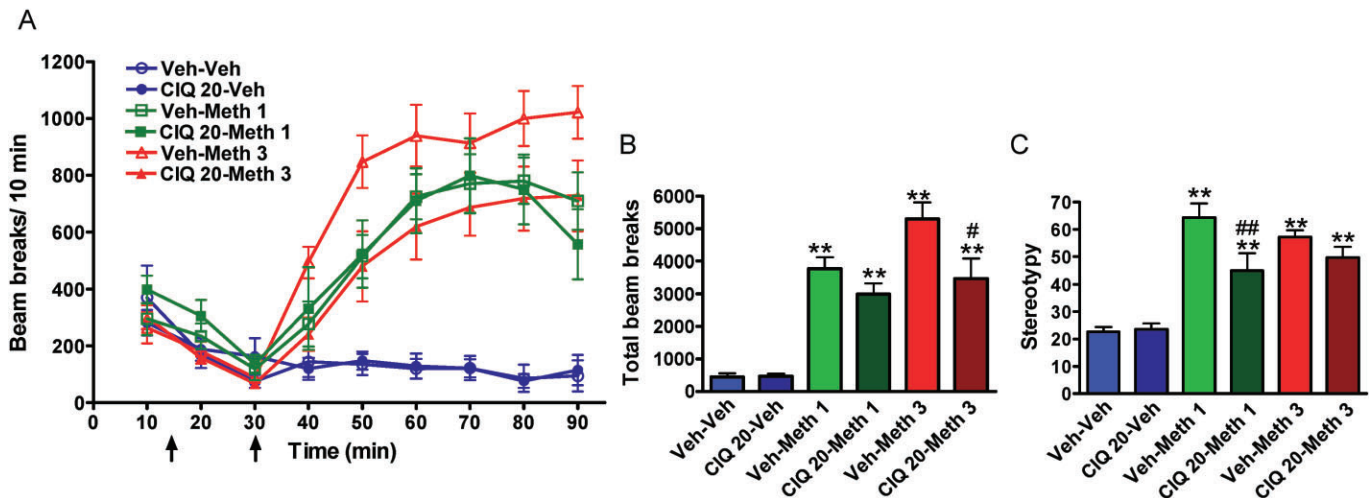 A
1200
1000
800
600
400
200
0
Beam breaks/ 10 min
Veh-Veh
CIQ 20-Veh
Veh-Meth 1
CIQ 20-Meth 1
Veh-Meth 3
CIQ 20-Meth 3
0 10 20 30 40 50 60 70 80 90
Time (min)
B
6000
5000
4000
3000
2000
1000
0
Total beam breaks
**
**
**
#
**
Veh-Veh
CIQ 20-Veh
Veh-Meth 1
CIQ 20-Meth 1
Veh-Meth 3
CIQ 20-Meth 3
C
70
60
50
40
30
20
10
0
Stereotypy
**
##
**
**
**
Veh-Veh
CIQ 20-Veh
Veh-Meth 1
CIQ 20-Meth 1
Veh-Meth 3
CIQ 20-Meth 3